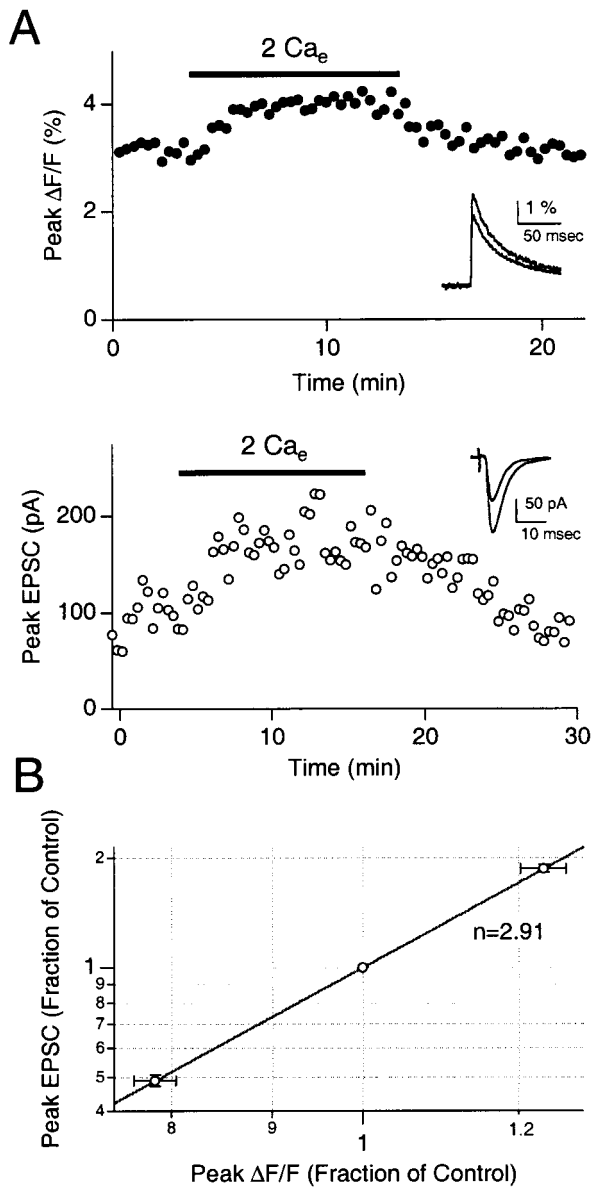 A
2 Caₑ
Peak ΔF/F (%)
4
2
0
1 %
50 msec
0
10
20
Time (min)
2 Caₑ
Peak EPSC (pA)
200
100
0
50 pA
10 msec
0
10
20
30
Time (min)
B
Peak EPSC (Fraction of Control)
2
1
9
8
7
6
5
4
n=2.91
8
9
1
1.2
Peak ΔF/F (Fraction of Control)